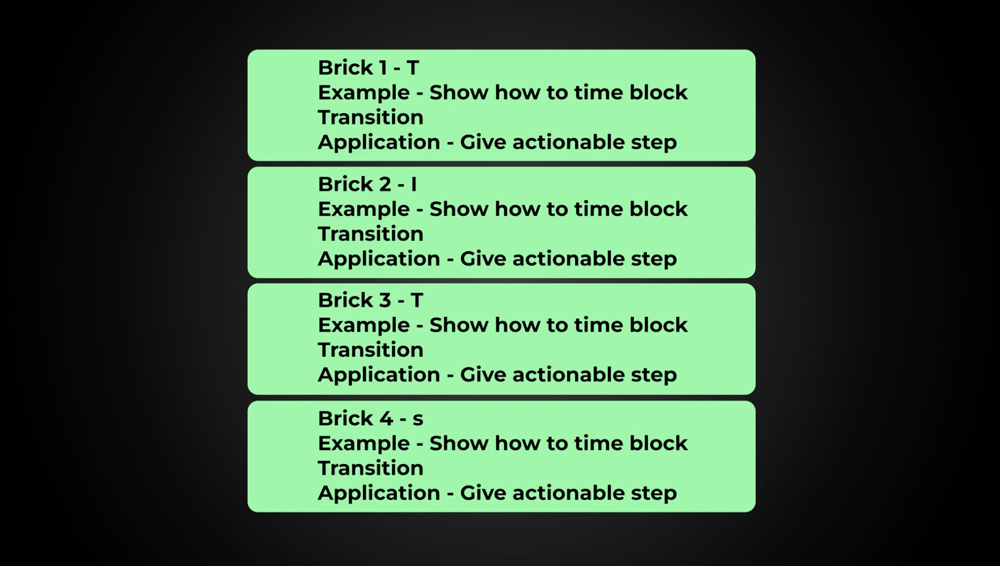 Brick 1 - T
Example - Show how to time block
Transition
Application - Give actionable step
Brick 2 - I
Example - Show how to time block
Transition
Application - Give actionable step
Brick 3 - T
Example - Show how to time block
Transition
Application - Give actionable step
Brick 4 - s
Example - Show how to time block
Transition
Application - Give actionable step